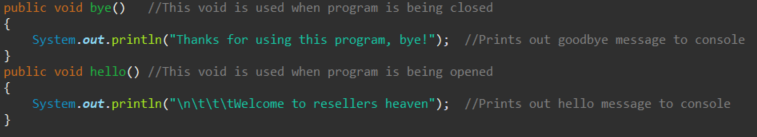 public void bye()   //This void is used when program is being closed
{
    System.out.println("Thanks for using this program, bye!");  //Prints out goodbye message to console
}
public void hello() //This void is used when program is being opened
{
    System.out.println("\n\t\t\tWelcome to resellers heaven");  //Prints out hello message to console
}